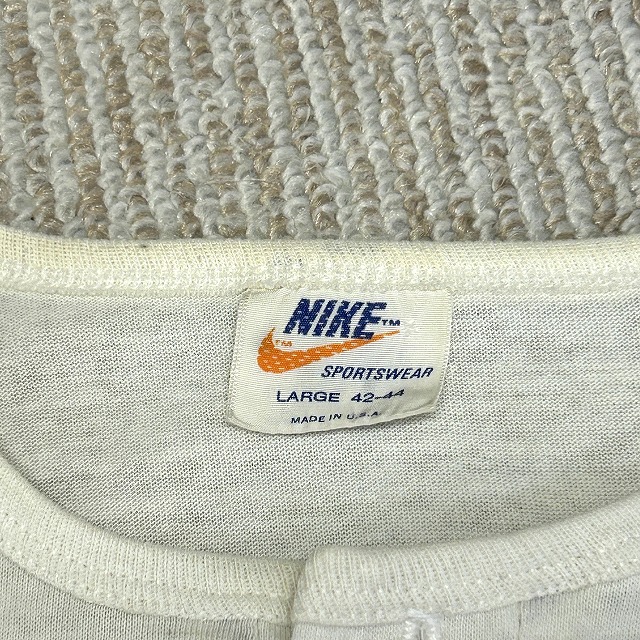 NIKE™
™
SPORTSWEAR
LARGE 42-44
MADE IN U.S.A.